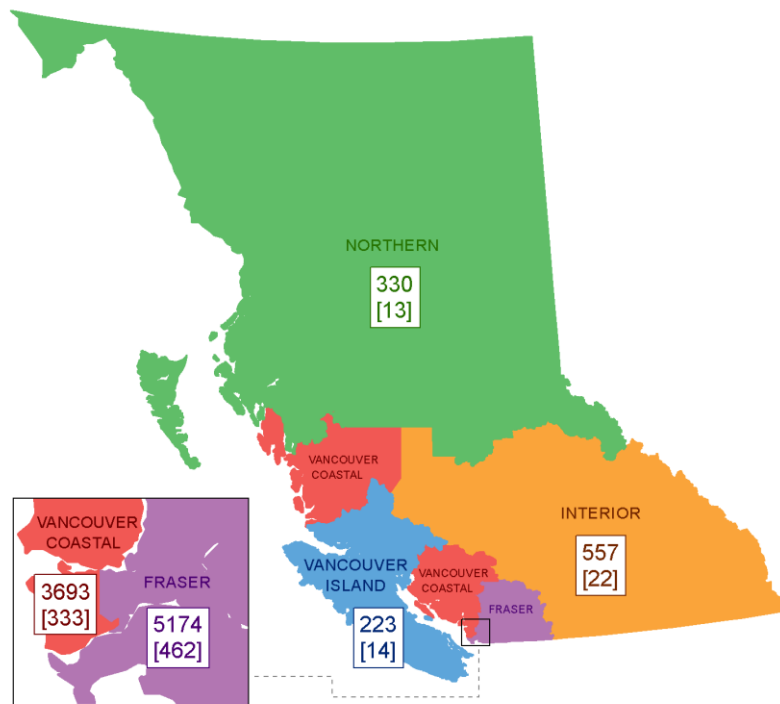 NORTHERN
330
[13]
VANCOUVER
COASTAL
INTERIOR
557
[22]
VANCOUVER
ISLAND
223
[14]
VANCOUVER
COASTAL
FRASER
VANCOUVER
COASTAL
3693
[333]
FRASER
5174
[462]